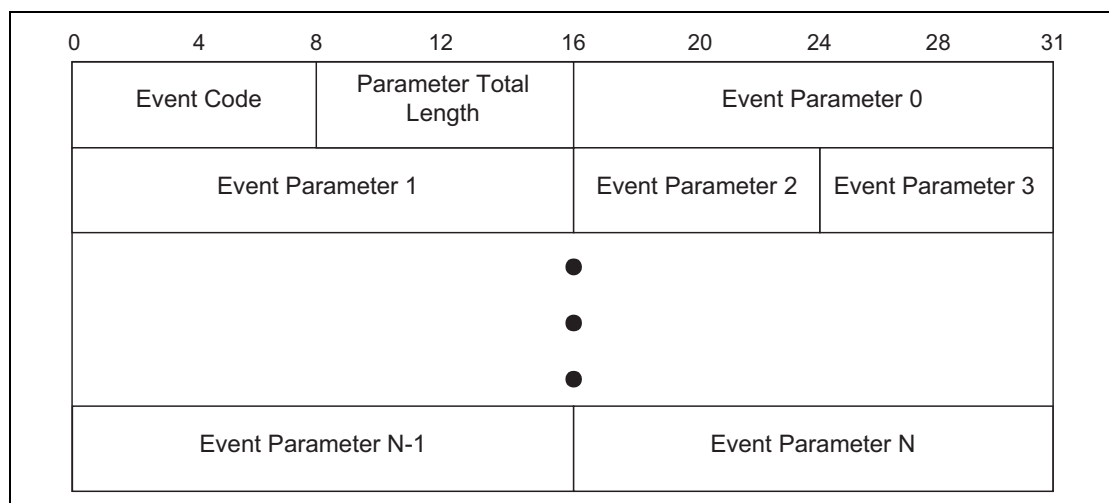 0 4 8 12 16 20 24 28 31
Event Code
Parameter Total
Length
Event Parameter 0
Event Parameter 1
Event Parameter 2
Event Parameter 3
Event Parameter N-1
Event Parameter N